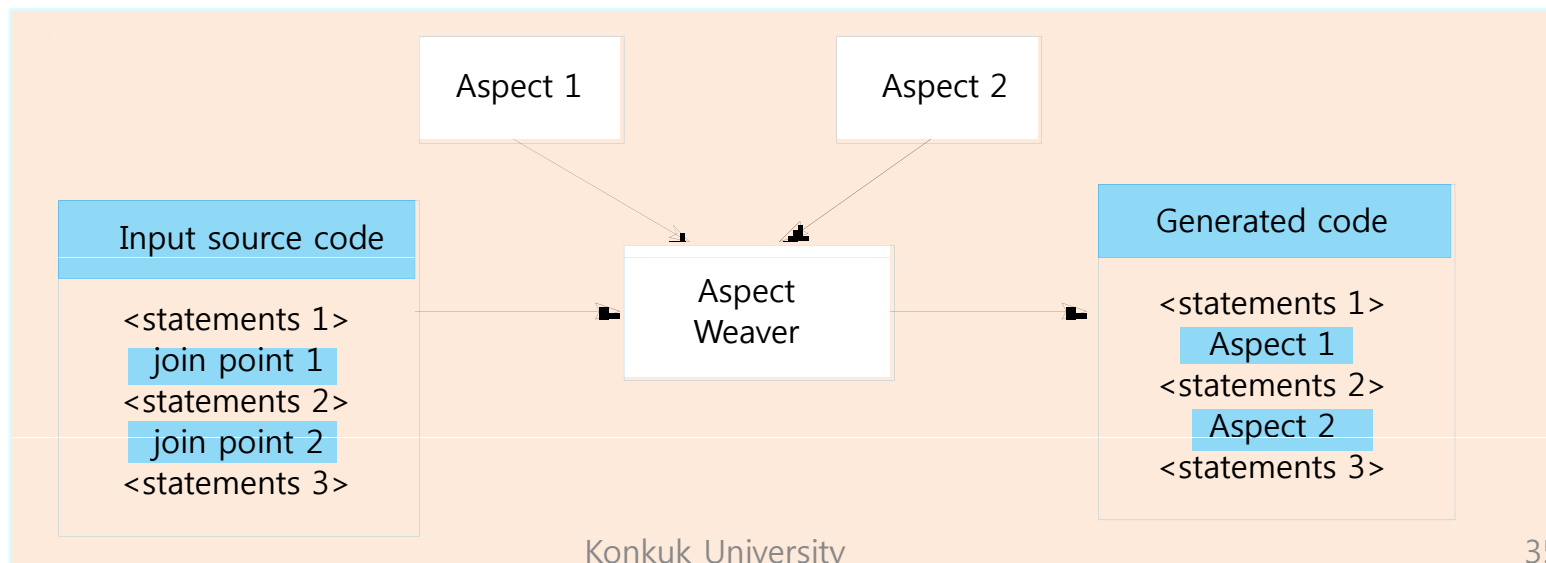 Aspect 1
Aspect 2
Input source code
<statements 1>
join point 1
<statements 2>
join point 2
<statements 3>
Aspect
Weaver
Generated code
<statements 1>
Aspect 1
<statements 2>
Aspect 2
<statements 3>
Konkuk University